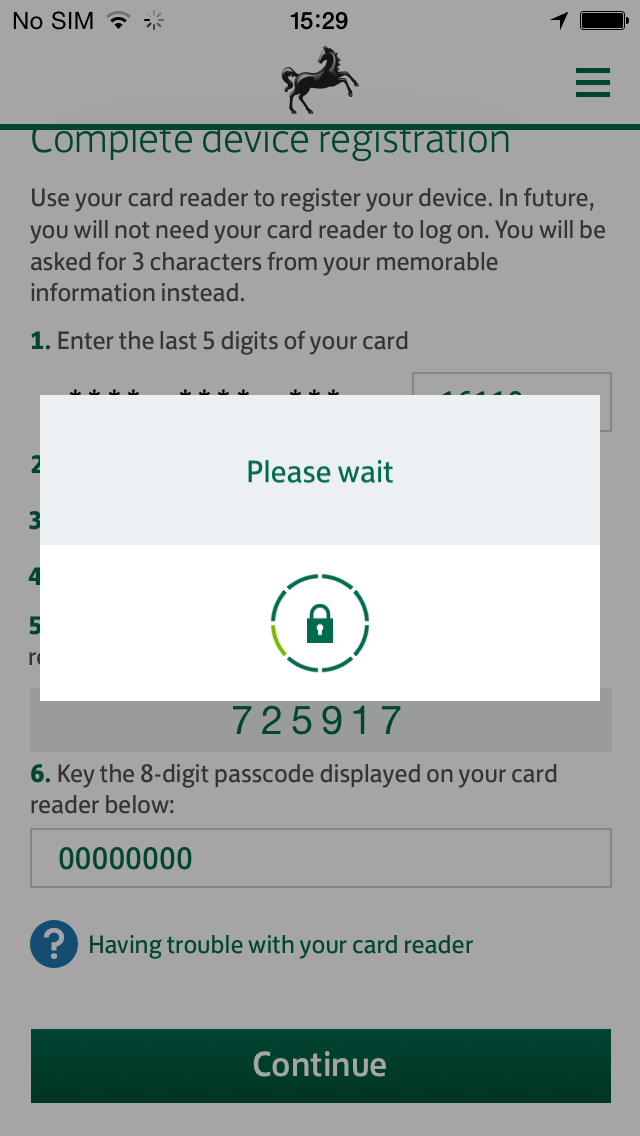 No SIM 15:29
Complete device registration
Use your card reader to register your device. In future,
you will not need your card reader to log on. You will be
asked for 3 characters from your memorable
information instead.
1. Enter the last 5 digits of your card
**** **** ***
Please wait
2
3
4
5
725917
6. Key the 8-digit passcode displayed on your card
reader below:
00000000
? Having trouble with your card reader
Continue